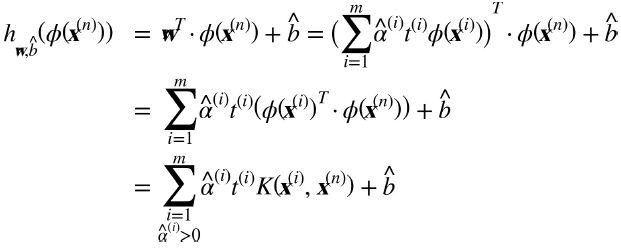 h_{ŵ,b̂}(ϕ(x^{(n)})) = ŵ^T · ϕ(x^{(n)}) + b̂ = (∑_{i=1}^{m} α̂^{(i)} t^{(i)} ϕ(x^{(i)}))^T · ϕ(x^{(n)}) + b̂
= ∑_{i=1}^{m} α̂^{(i)} t^{(i)} (ϕ(x^{(i)})^T · ϕ(x^{(n)})) + b̂
= ∑_{i=1, α̂^{(i)}>0}^{m} α̂^{(i)} t^{(i)} K(x^{(i)}, x^{(n)}) + b̂